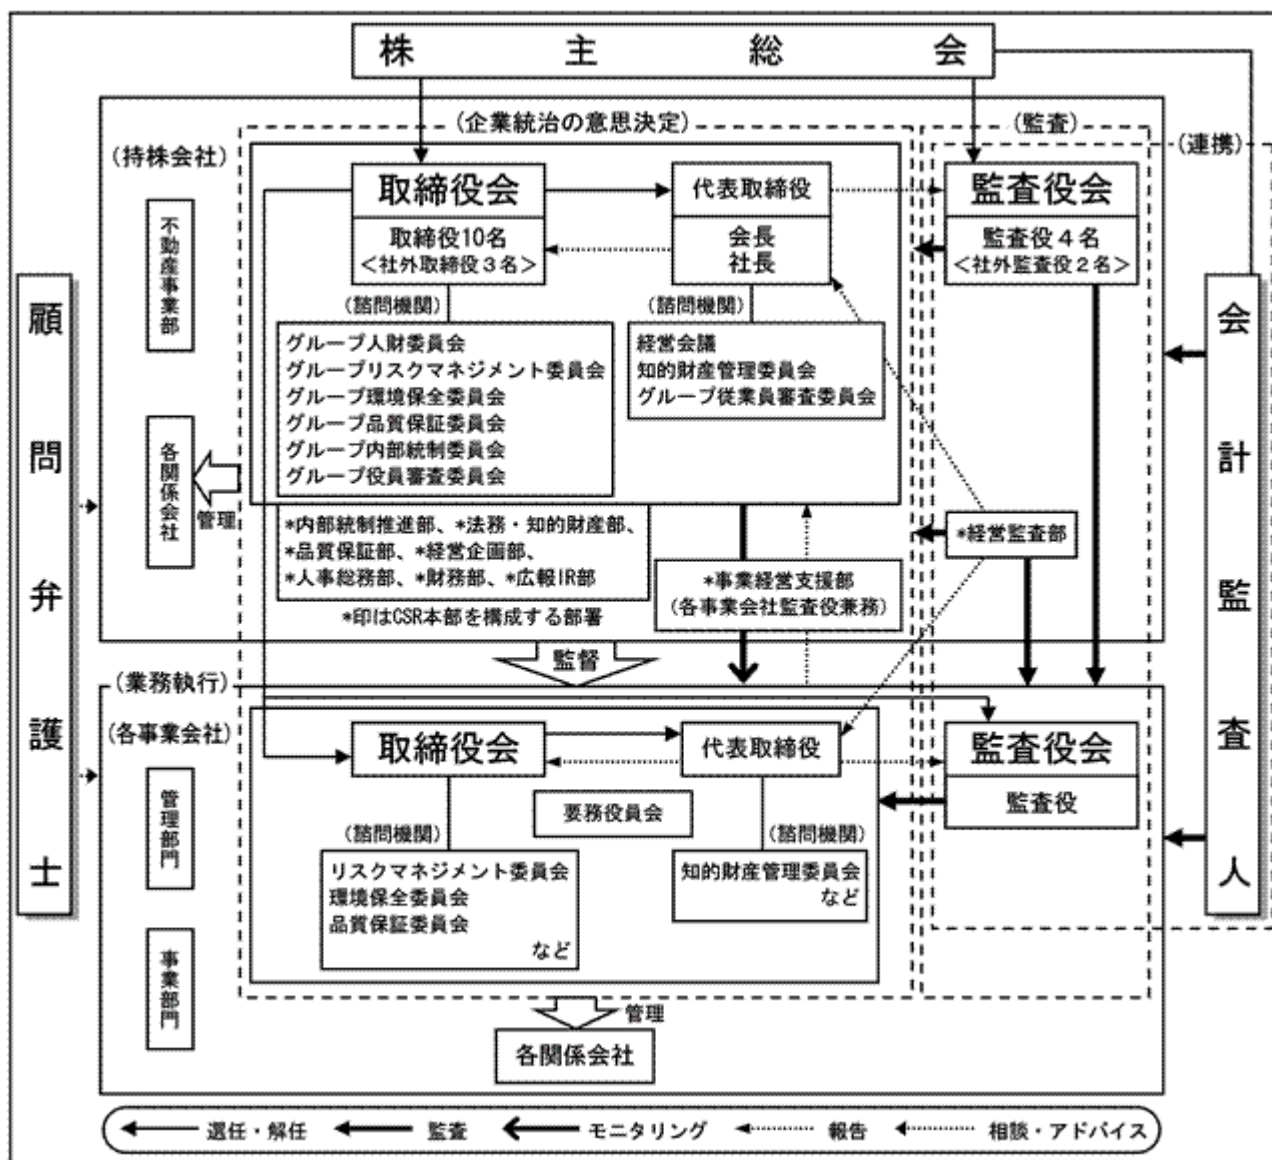 株主総会
（企業統治の意思決定）
（監査）
（連携）
（持株会社）
取締役会
取締役10名
＜社外取締役３名＞
代表取締役
会長
社長
監査役会
監査役４名
＜社外監査役２名＞
不動産事業部
（諮問機関）
グループ人財委員会
グループリスクマネジメント委員会
グループ環境保全委員会
グループ品質保証委員会
グループ内部統制委員会
グループ役員審査委員会
（諮問機関）
経営会議
知的財産管理委員会
グループ従業員審査委員会
顧問弁護士
会計監査人
各関係会社
管理
*内部統制推進部、*法務・知的財産部、
*品質保証部、*経営企画部、
*人事総務部、*財務部、*広報IR部
*印はCSR本部を構成する部署
*事業経営支援部
（各事業会社監査役兼務）
*経営監査部
監督
（業務執行）
（各事業会社）
取締役会
代表取締役
監査役会
監査役
要務役員会
管理部門
事業部門
（諮問機関）
リスクマネジメント委員会
環境保全委員会
品質保証委員会
など
（諮問機関）
知的財産管理委員会
など
管理
各関係会社
選任・解任
監査
モニタリング
報告
相談・アドバイス